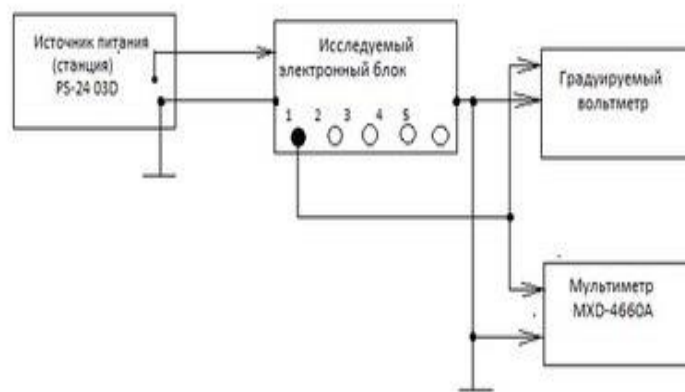 Источник питания
(станция)
PS-24 03D
Исследуемый
электронный блок
1 2 3 4 5
Градуируемый
вольтметр
Мультиметр
MXD-4660A